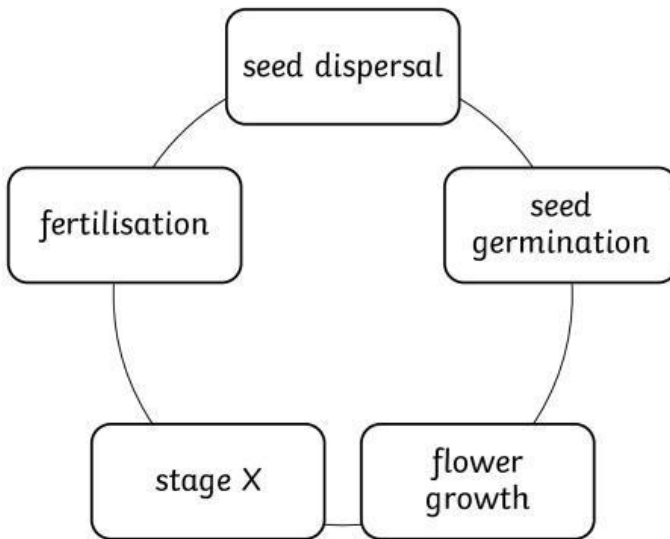 seed dispersal
fertilisation
seed
germination
stage X
flower
growth